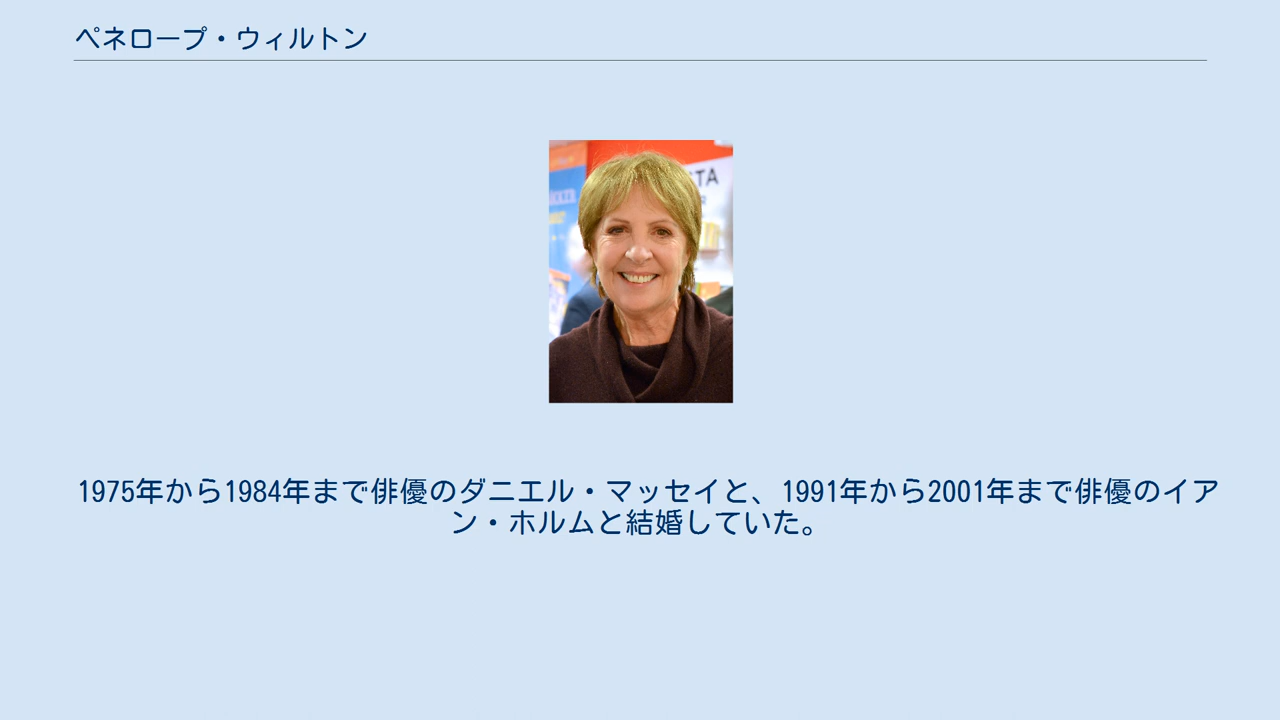 ペネロープ・ウィルトン
TA
1975年から1984年まで俳優のダニエル・マッセイと、1991年から2001年まで俳優のイア
ン・ホルムと結婚していた。